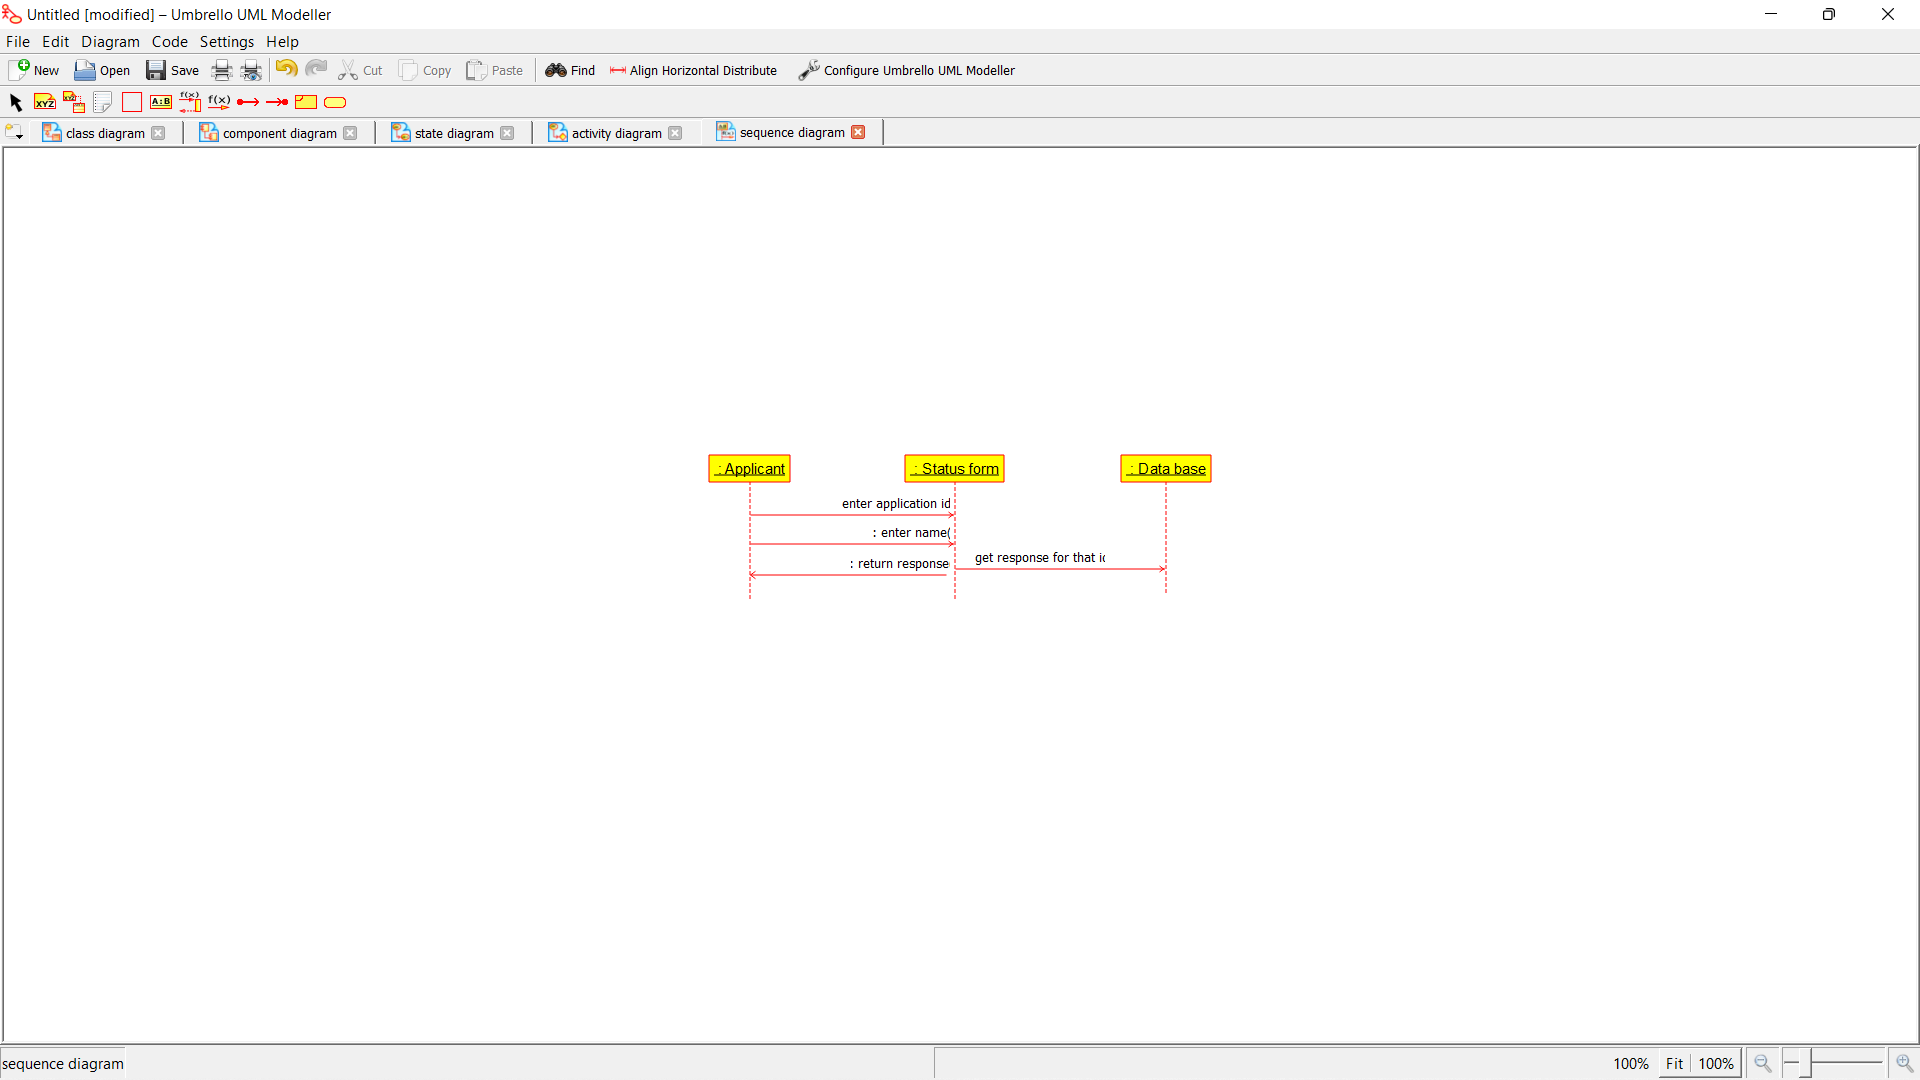 Untitled [modified] – Umbrello UML Modeller
File Edit Diagram Code Settings Help
New Open Save Cut Copy Paste Find Align Horizontal Distribute Configure Umbrello UML Modeller
XYZ XYZ A:B f(x) f(x)
class diagram component diagram state diagram activity diagram sequence diagram
: Applicant : Status form : Data base
enter application id
: enter name(
get response for that
: return response
sequence diagram 100% Fit 100%